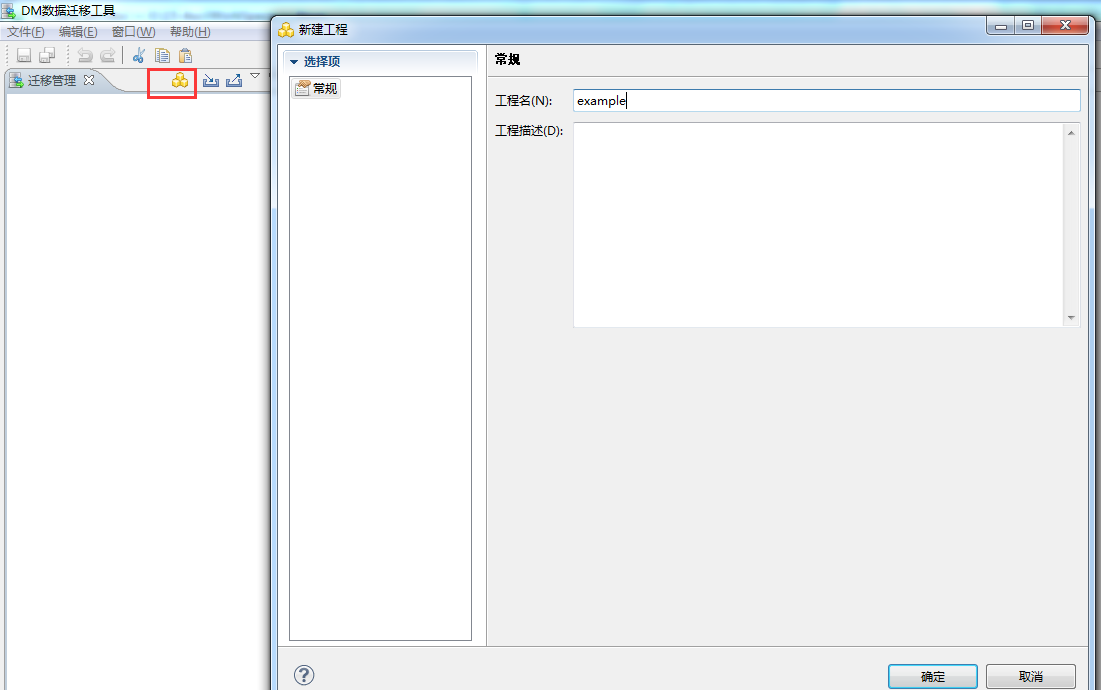 DM数据迁移工具
文件(F) 编辑(E) 窗口(W) 帮助(H)
迁移管理
新建工程
选择项
常规
常规
工程名(N): example
工程描述(D):
确定 取消